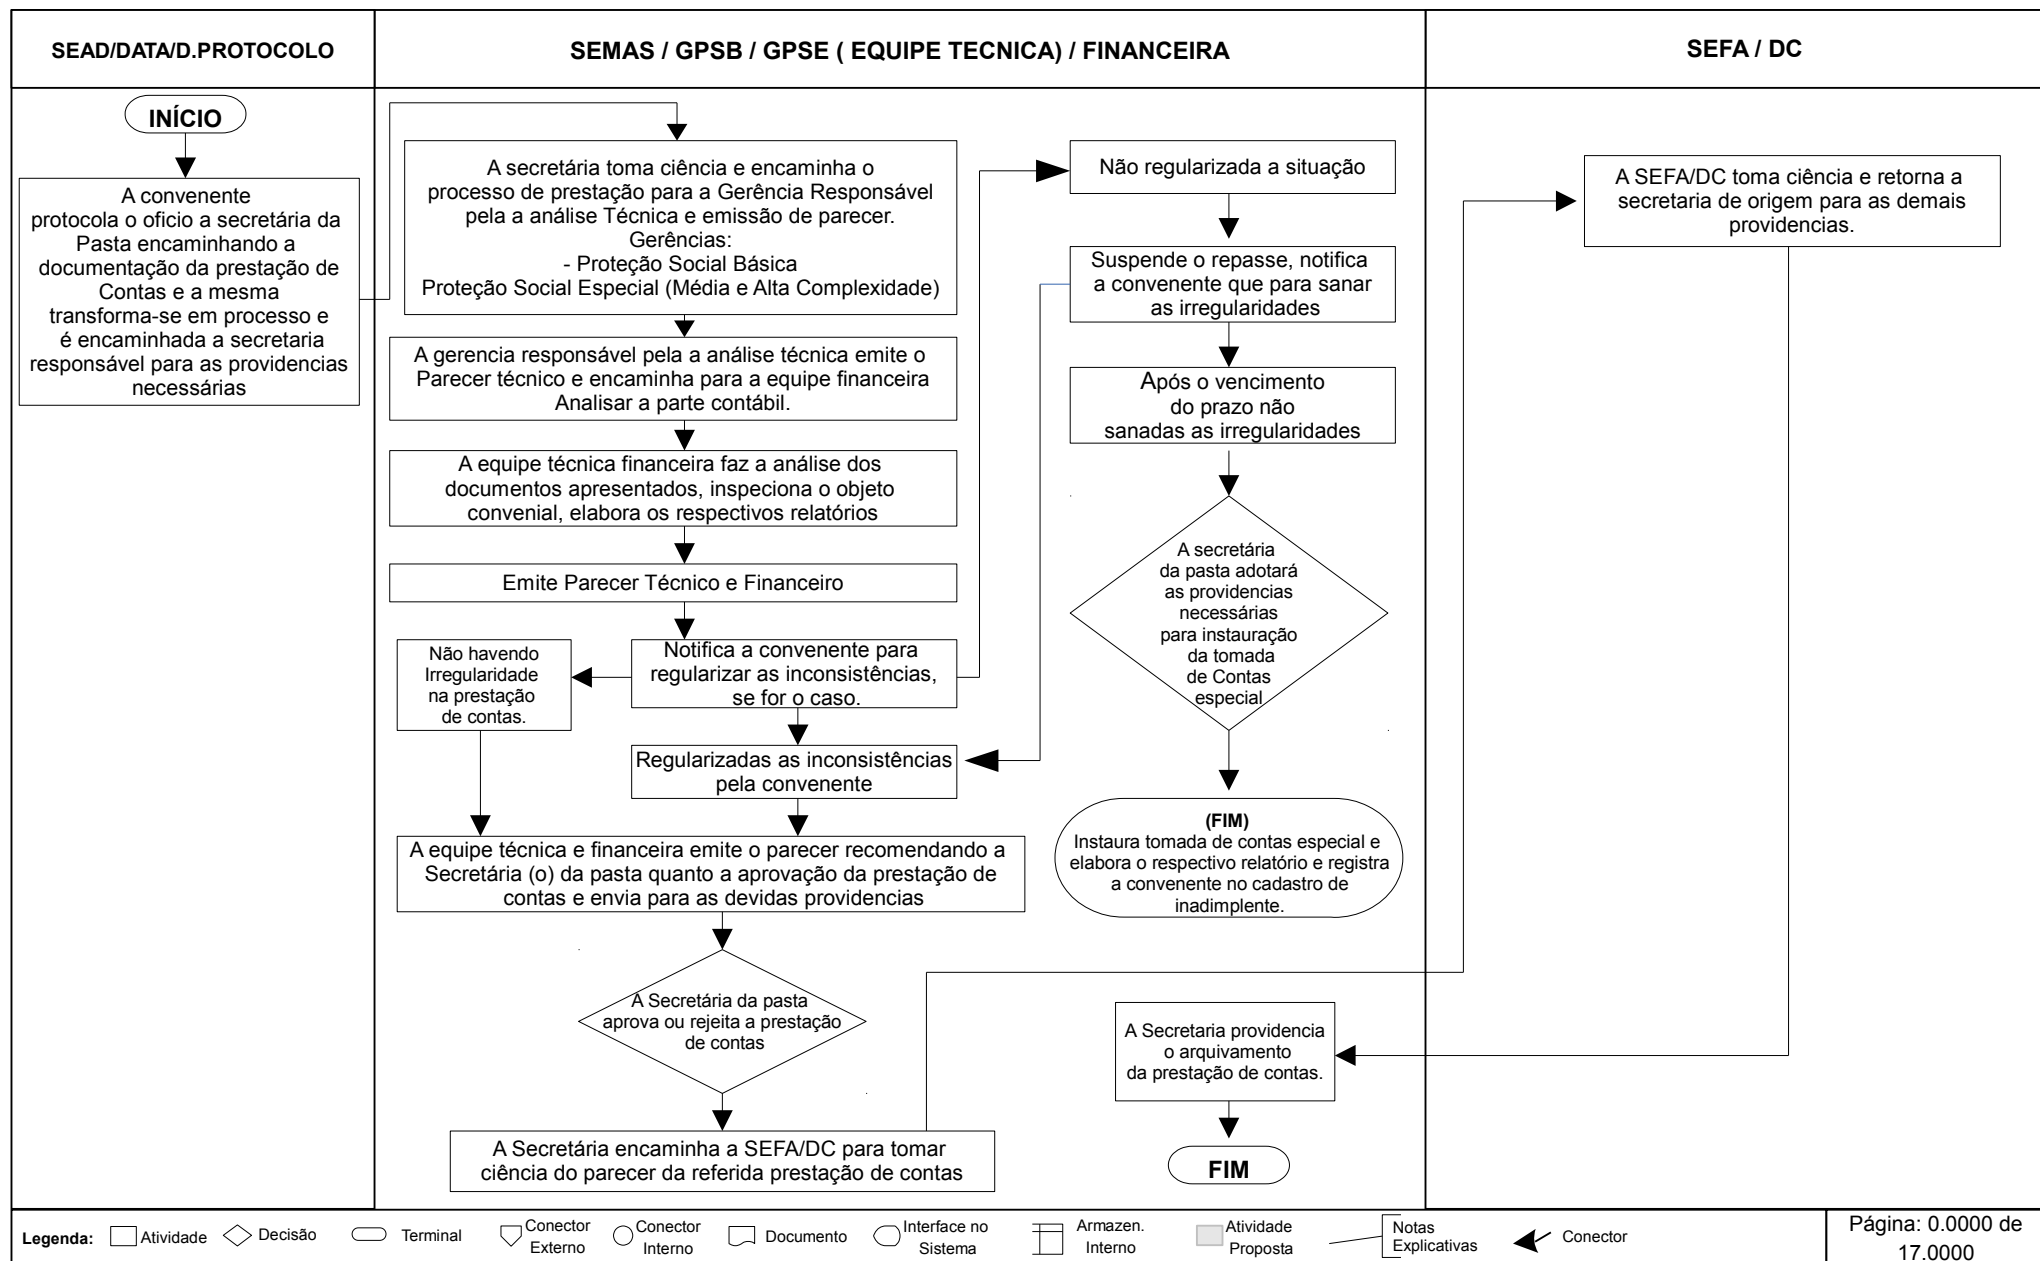 SEAD/DATA/D.PROTOCOLO
SEMAS / GPSB / GPSE ( EQUIPE TECNICA) / FINANCEIRA
SEFA / DC
INÍCIO
A convenente
protocola o oficio a secretária da
Pasta encaminhando a
documentação da prestação de
Contas e a mesma
transforma-se em processo e
é encaminhada a secretaria
responsável para as providencias
necessárias
A secretária toma ciência e encaminha o
processo de prestação para a Gerência Responsável
pela a análise Técnica e emissão de parecer.
Gerências:
- Proteção Social Básica
Proteção Social Especial (Média e Alta Complexidade)
A gerencia responsável pela a análise técnica emite o
Parecer técnico e encaminha para a equipe financeira
Analisar a parte contábil.
A equipe técnica financeira faz a análise dos
documentos apresentados, inspeciona o objeto
convenial, elabora os respectivos relatórios
Emite Parecer Técnico e Financeiro
Notifica a convenente para
regularizar as inconsistências,
se for o caso.
Não havendo
Irregularidade
na prestação
de contas.
Regularizadas as inconsistências
pela convenente
A equipe técnica e financeira emite o parecer recomendando a
Secretária (o) da pasta quanto a aprovação da prestação de
contas e envia para as devidas providencias
A Secretária da pasta
aprova ou rejeita a prestação
de contas
A Secretária encaminha a SEFA/DC para tomar
ciência do parecer da referida prestação de contas
Não regularizada a situação
Suspende o repasse, notifica
a convenente que para sanar
as irregularidades
Após o vencimento
do prazo não
sanadas as irregularidades
A secretária
da pasta adotará
as providencias
necessárias
para instauração
da tomada
de Contas
especial
(FIM)
Instaura tomada de contas especial e
elabora o respectivo relatório e registra
a convenente no cadastro de
inadimplente.
A Secretaria providencia
o arquivamento
da prestação de contas.
FIM
A SEFA/DC toma ciência e retorna a
secretaria de origem para as demais
providencias.
Legenda:
Atividade
Decisão
Terminal
Conector
Externo
Conector
Interno
Documento
Interface no
Sistema
Armazen.
Interno
Atividade
Proposta
Notas
Explicativas
Conector
Página: 0.0000 de
17.0000